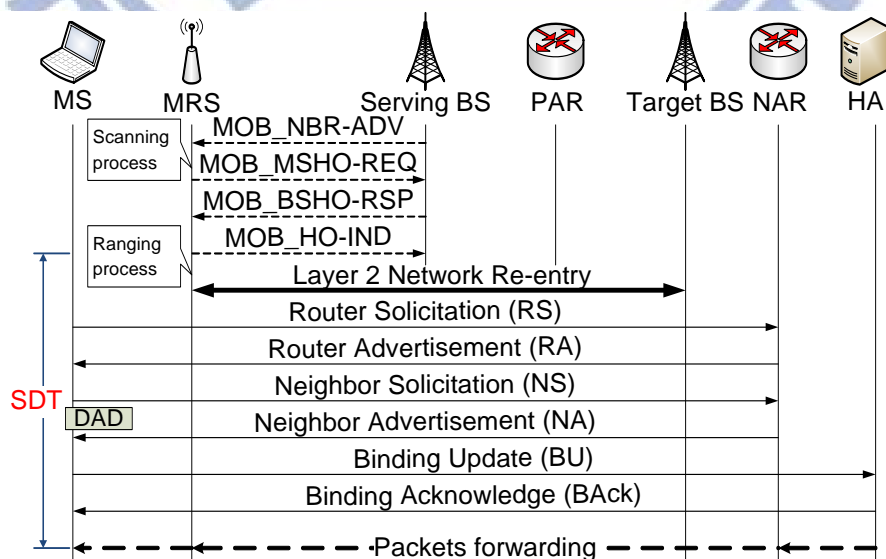 MS
MRS
Serving BS
PAR
Target BS
NAR
HA
Scanning
process
MOB_NBR-ADV
MOB_MSHO-REQ
MOB_BSHO-RSP
Ranging
process
MOB_HO-IND
Layer 2 Network Re-entry
Router Solicitation (RS)
Router Advertisement (RA)
Neighbor Solicitation (NS)
SDT
DAD
Neighbor Advertisement (NA)
Binding Update (BU)
Binding Acknowledge (BAck)
Packets forwarding